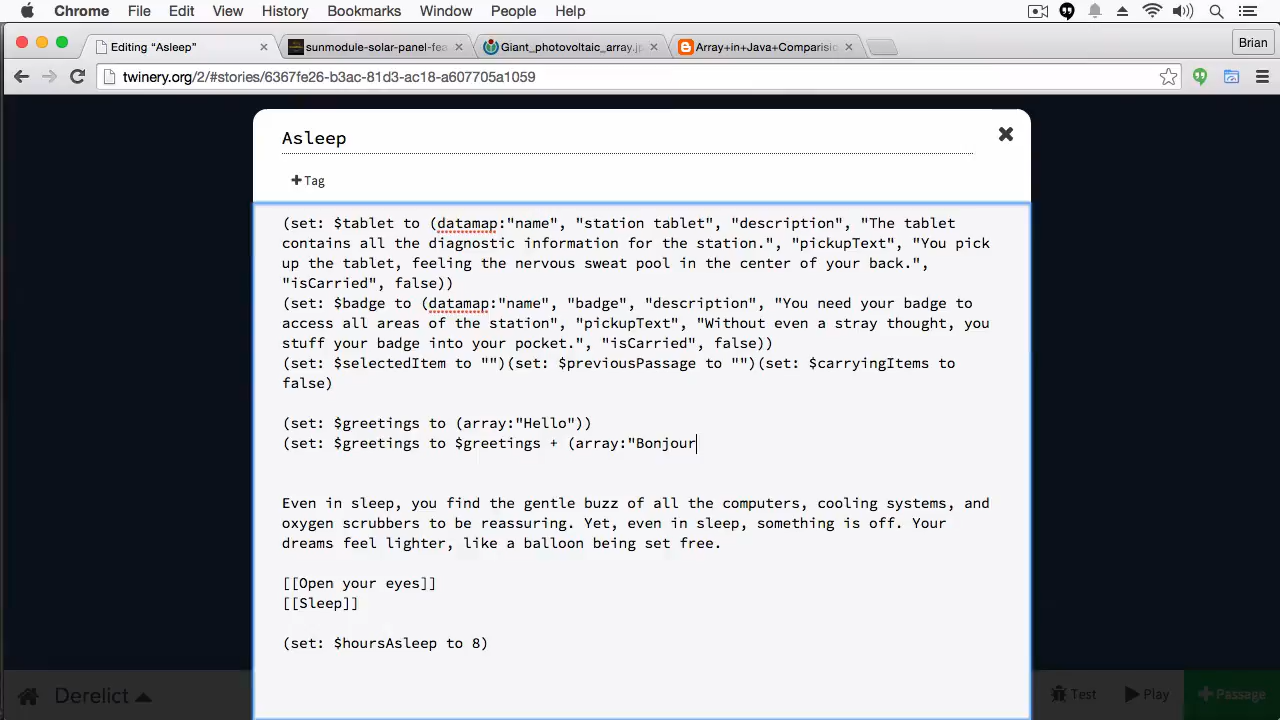 Chrome File Edit View History Bookmarks Window People Help
Editing “Asleep” sunmodule-solar-panel-fea Giant_photovoltaic_array.jp Array+in+Java+Comparisio Brian
twinery.org/2/#stories/6367fe26-b3ac-81d3-ac18-a607705a1059
Asleep
+Tag
(set: $tablet to (datamap:"name", "station tablet", "description", "The tablet
contains all the diagnostic information for the station.", "pickupText", "You pick
up the tablet, feeling the nervous sweat pool in the center of your back.",
"isCarried", false))
(set: $badge to (datamap:"name", "badge", "description", "You need your badge to
access all areas of the station", "pickupText", "Without even a stray thought, you
stuff your badge into your pocket.", "isCarried", false))
(set: $selectedItem to "")(set: $previousPassage to "")(set: $carryingItems to
false)
(set: $greetings to (array:"Hello"))
(set: $greetings to $greetings + (array:"Bonjour
Even in sleep, you find the gentle buzz of all the computers, cooling systems, and
oxygen scrubbers to be reassuring. Yet, even in sleep, something is off. Your
dreams feel lighter, like a balloon being set free.
[[Open your eyes]]
[[Sleep]]
(set: $hoursAsleep to 8)
Derelict Test Play +Passage